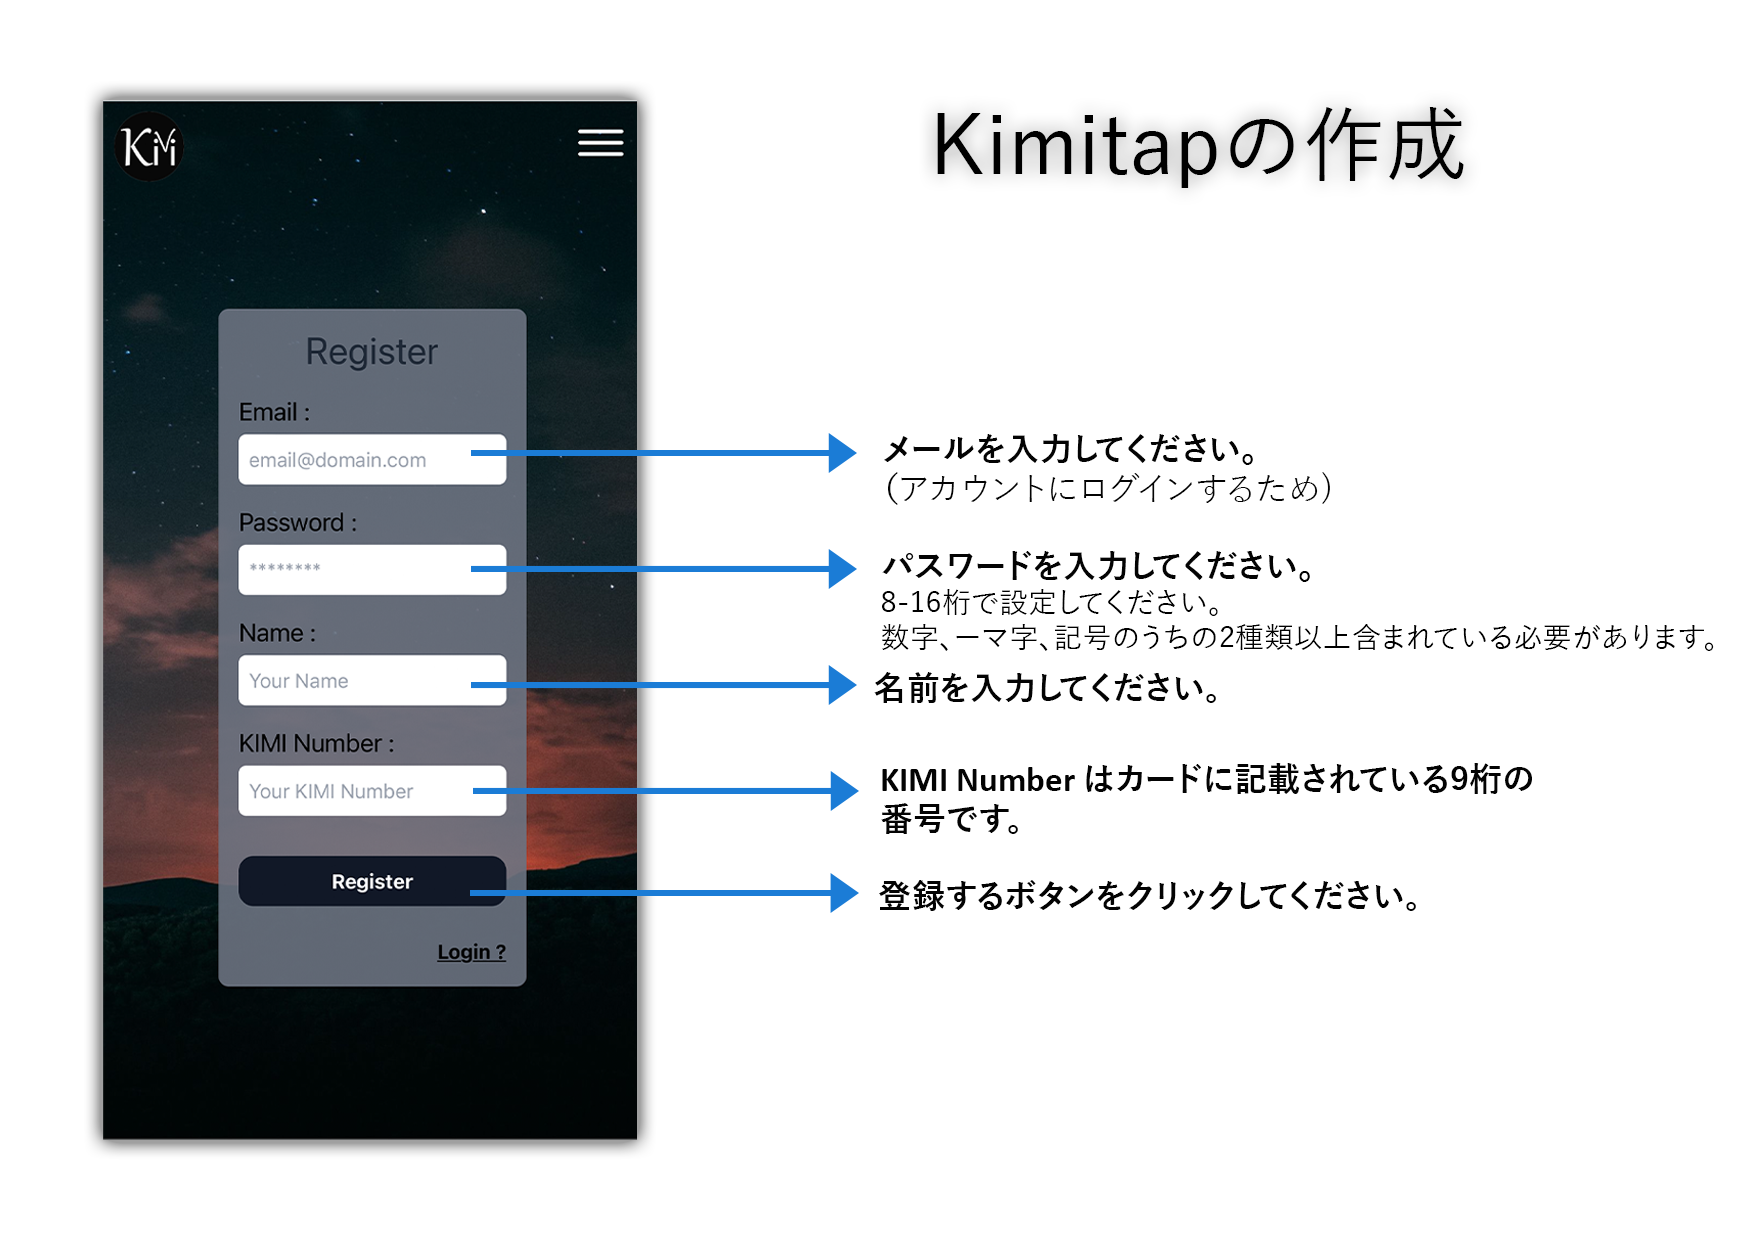 KiMi
Kimitapの作成
Register
Email :
email@domain.com
メールを入力してください。
（アカウントにログインするため）
Password :
********
パスワードを入力してください。
8-16桁で設定してください。
数字、ーマ字、記号のうちの2種類以上含まれている必要があります。
Name :
Your Name
名前を入力してください。
KIMI Number :
Your KIMI Number
KIMI Number はカードに記載されている9桁の
番号です。
Register
登録するボタンをクリックしてください。
Login ?